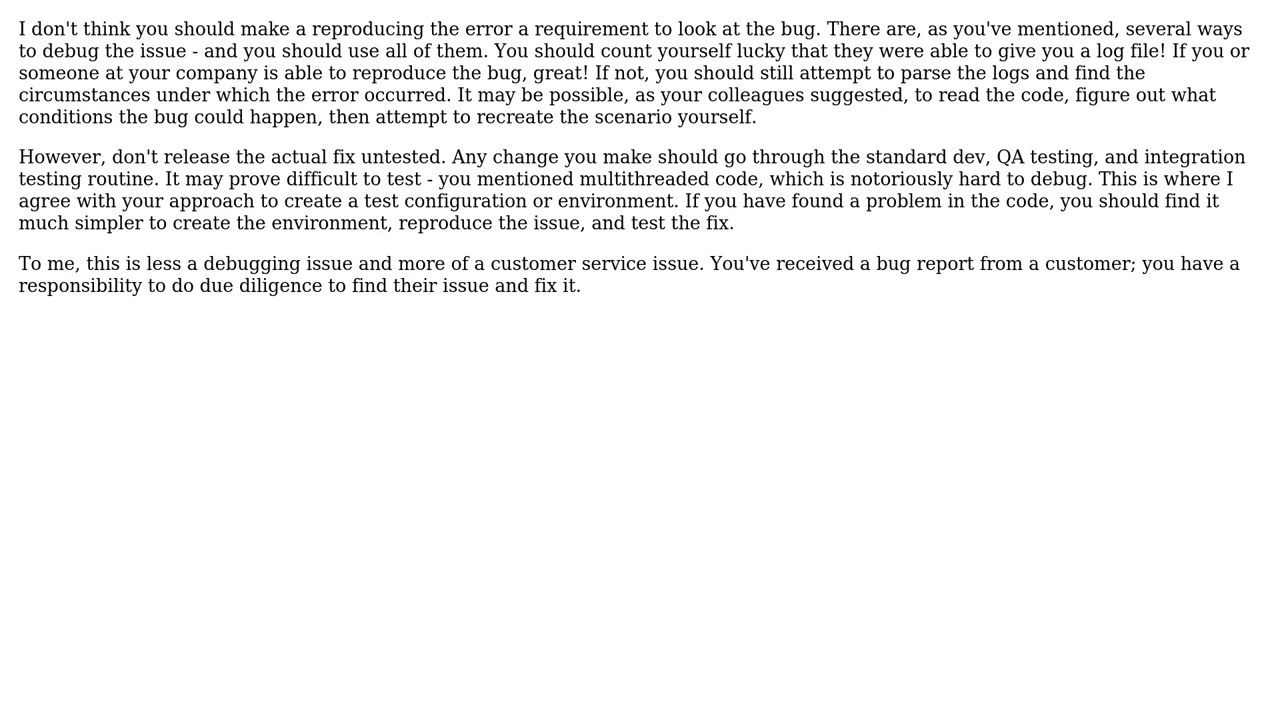 I don't think you should make a reproducing the error a requirement to look at the bug. There are, as you've mentioned, several ways
to debug the issue - and you should use all of them. You should count yourself lucky that they were able to give you a log file! If you or
someone at your company is able to reproduce the bug, great! If not, you should still attempt to parse the logs and find the
circumstances under which the error occurred. It may be possible, as your colleagues suggested, to read the code, figure out what
conditions the bug could happen, then attempt to recreate the scenario yourself.
However, don't release the actual fix untested. Any change you make should go through the standard dev, QA testing, and integration
testing routine. It may prove difficult to test - you mentioned multithreaded code, which is notoriously hard to debug. This is where I
agree with your approach to create a test configuration or environment. If you have found a problem in the code, you should find it
much simpler to create the environment, reproduce the issue, and test the fix.
To me, this is less a debugging issue and more of a customer service issue. You've received a bug report from a customer; you have a
responsibility to do due diligence to find their issue and fix it.